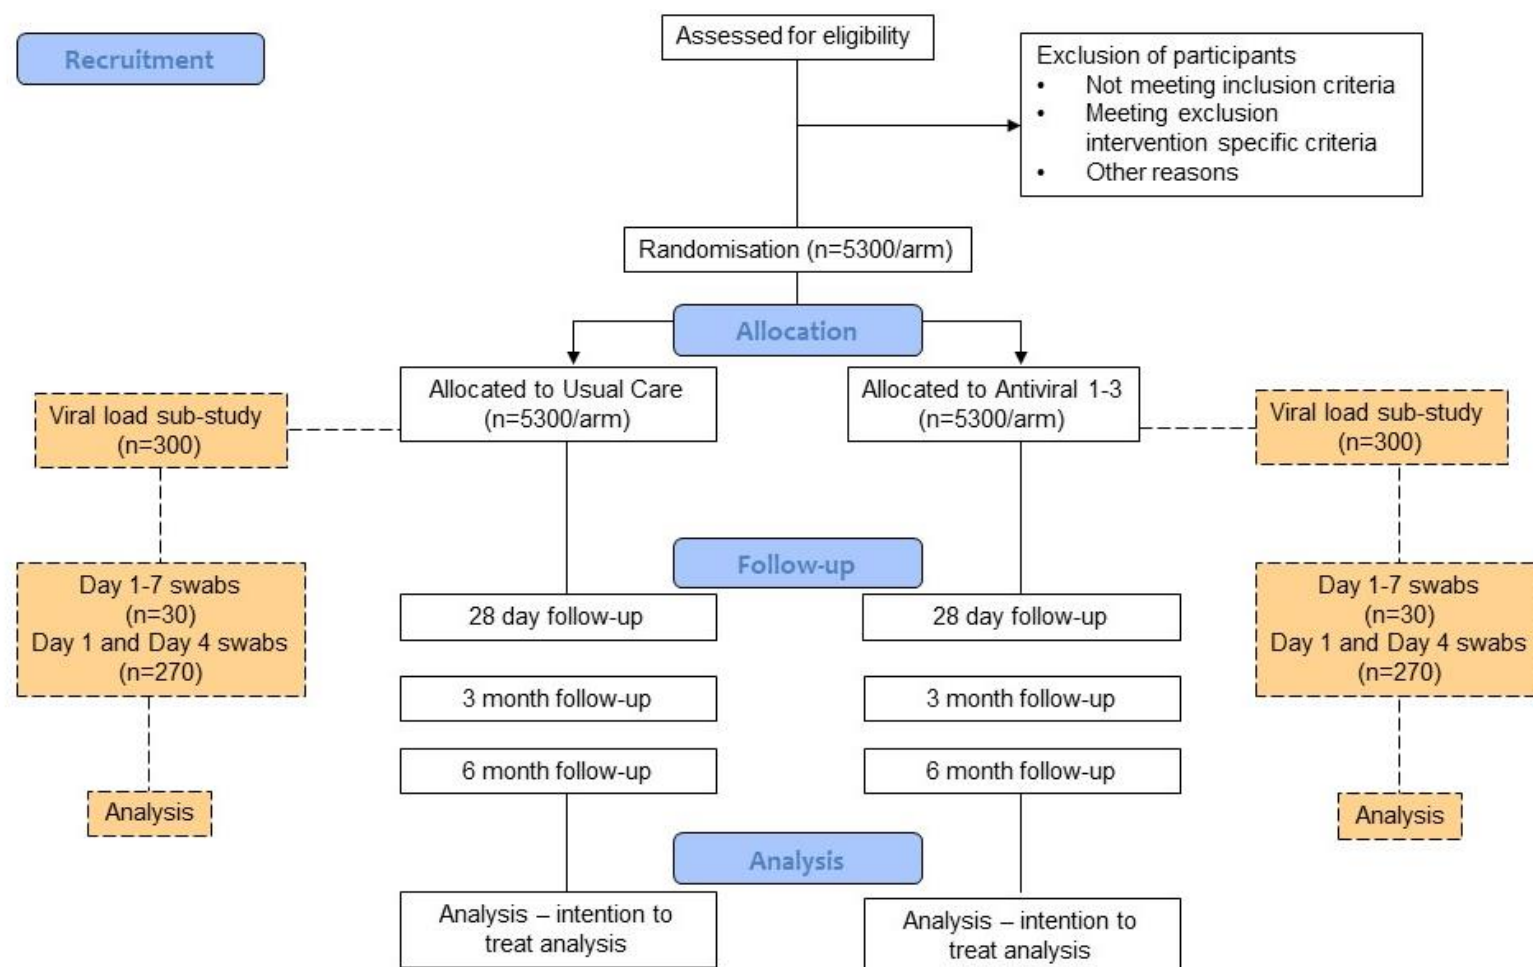 Recruitment
Assessed for eligibility
Exclusion of participants
• Not meeting inclusion criteria
• Meeting exclusion
intervention specific criteria
• Other reasons
Randomisation (n=5300/arm)
Allocation
Allocated to Usual Care
(n=5300/arm)
Allocated to Antiviral 1-3
(n=5300/arm)
Viral load sub-study
(n=300)
Viral load sub-study
(n=300)
Follow-up
Day 1-7 swabs
(n=30)
Day 1 and Day 4 swabs
(n=270)
28 day follow-up
28 day follow-up
Day 1-7 swabs
(n=30)
Day 1 and Day 4 swabs
(n=270)
3 month follow-up
3 month follow-up
6 month follow-up
6 month follow-up
Analysis
Analysis
Analysis
Analysis – intention to
treat analysis
Analysis – intention to
treat analysis